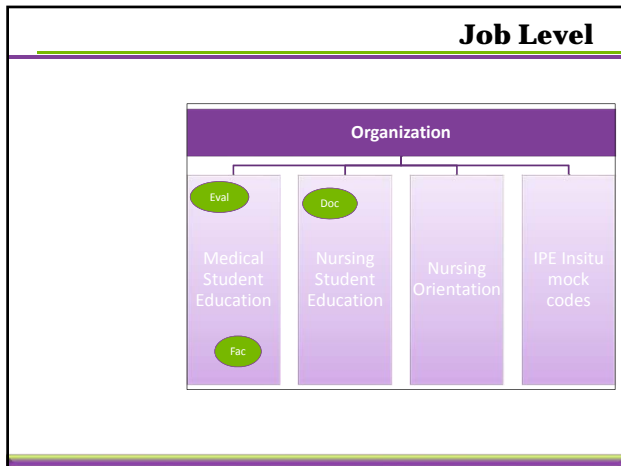 Job Level
Organization
Eval
Medical
Student
Education
Fac
Doc
Nursing
Student
Education
Nursing
Orientation
IPE Insitu
mock
codes